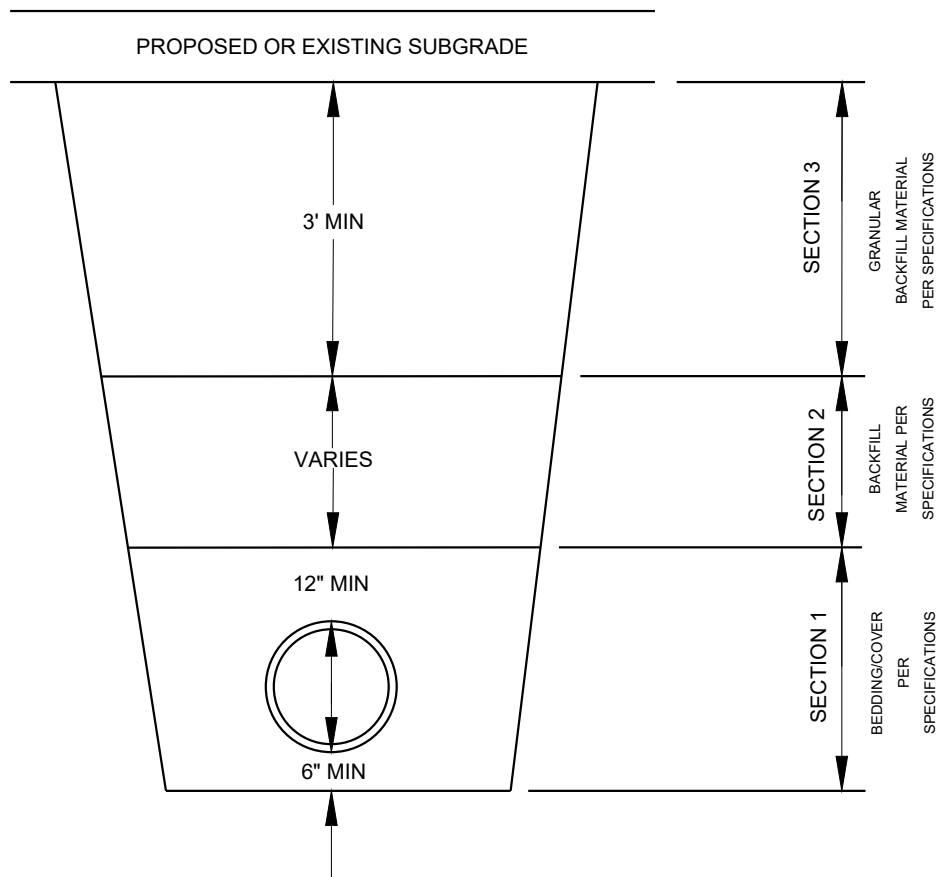 PROPOSED OR EXISTING SUBGRADE
3' MIN
SECTION 3
GRANULAR
BACKFILL MATERIAL
PER SPECIFICATIONS
VARIES
SECTION 2
BACKFILL
MATERIAL PER
SPECIFICATIONS
12" MIN
6" MIN
SECTION 1
BEDDING/COVER
PER
SPECIFICATIONS